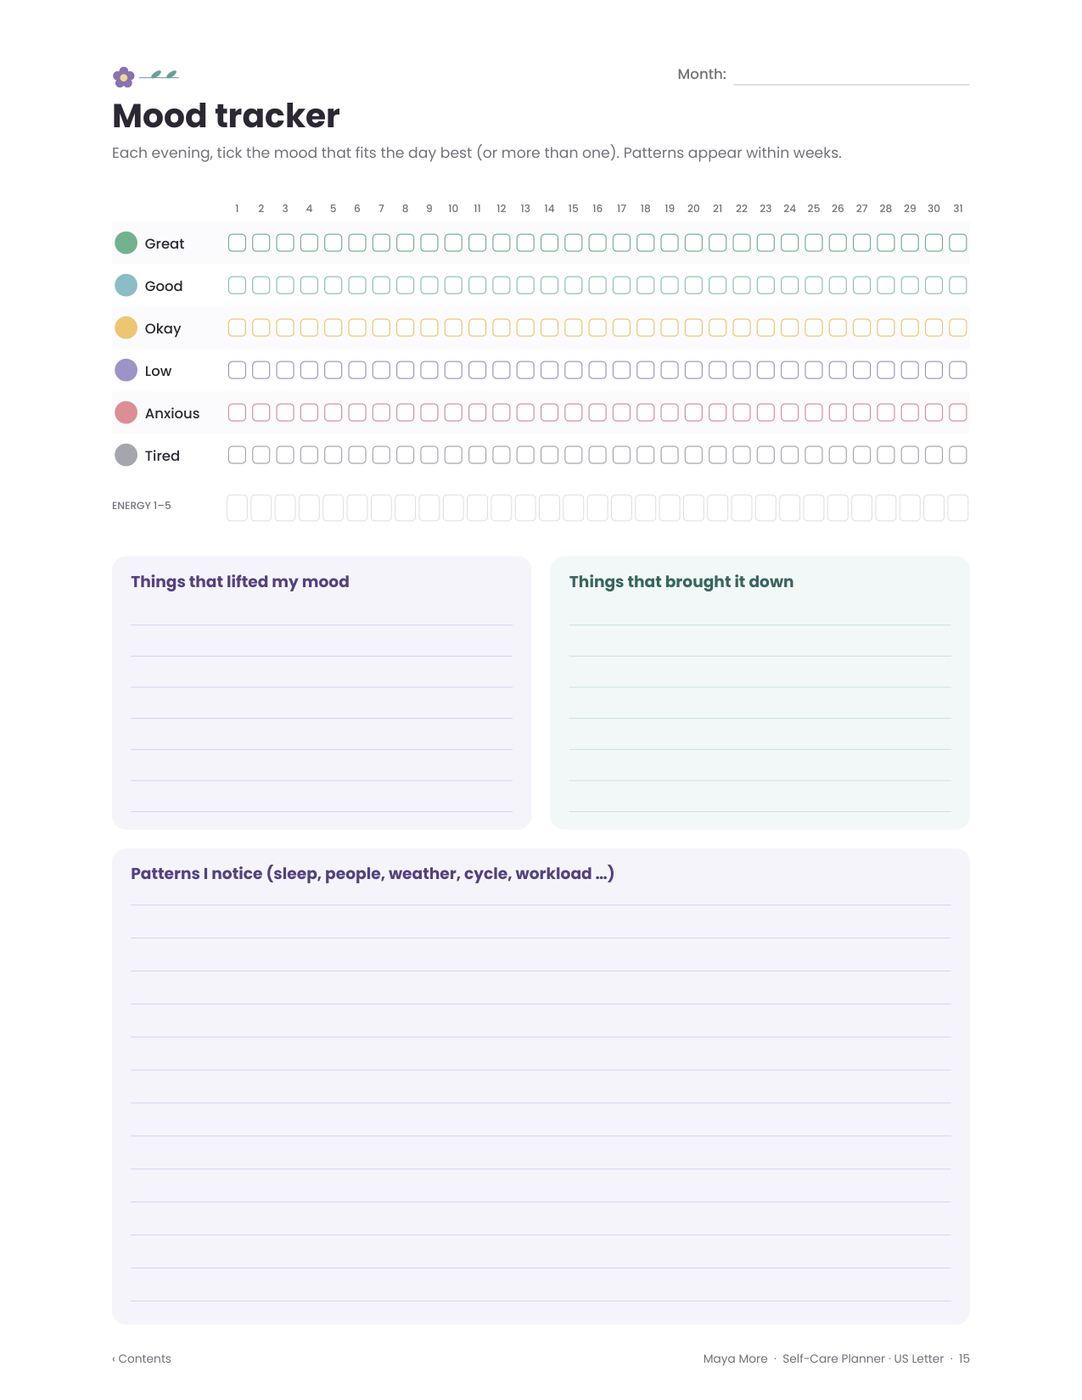 Month:
Mood tracker
Each evening, tick the mood that fits the day best (or more than one). Patterns appear within weeks.
1 2 3 4 5 6 7 8 9 10 11 12 13 14 15 16 17 18 19 20 21 22 23 24 25 26 27 28 29 30 31
Great
Good
Okay
Low
Anxious
Tired
ENERGY 1–5
Things that lifted my mood
Things that brought it down
Patterns I notice (sleep, people, weather, cycle, workload ...)
‹ Contents
Maya More · Self-Care Planner · US Letter · 15